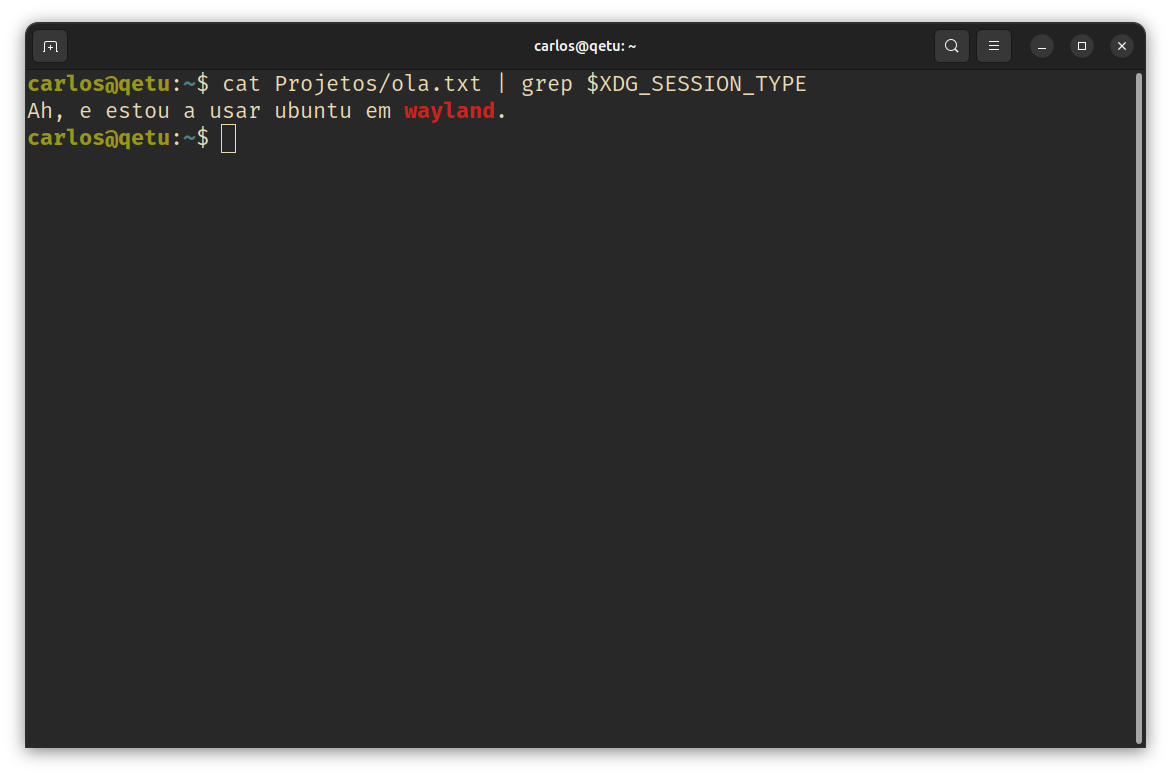 carlos@qetu: ~
carlos@qetu:~$ cat Projetos/ola.txt | grep $XDG_SESSION_TYPE
Ah, e estou a usar ubuntu em wayland.
carlos@qetu:~$